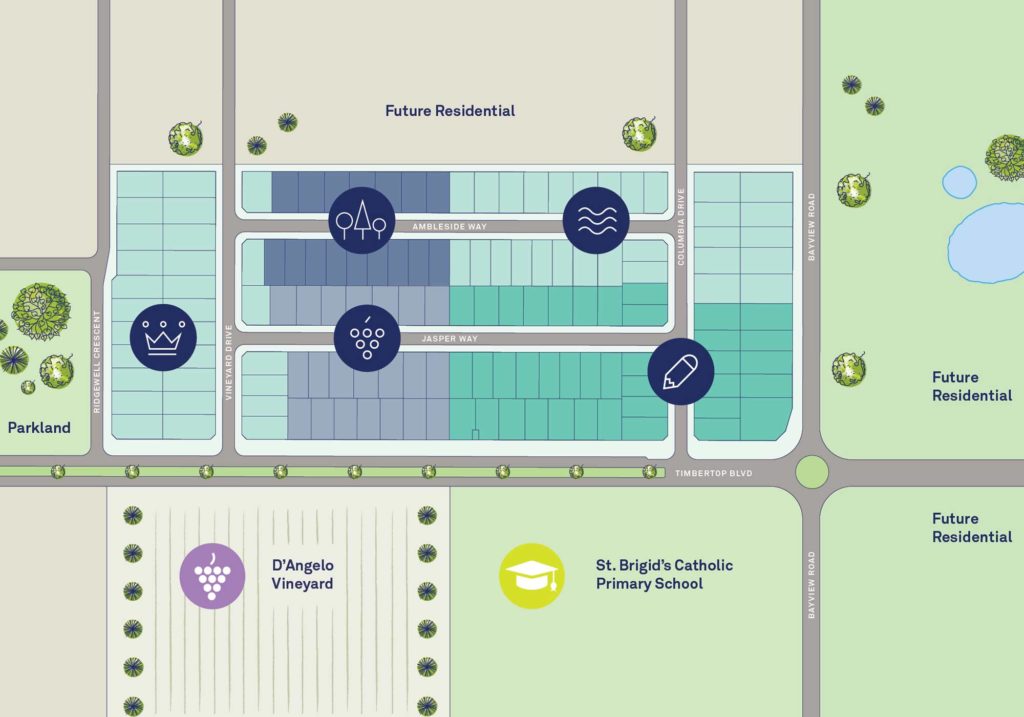 Future Residential
AMBLESIDE WAY
COLUMBIA DRIVE
BAYVIEW ROAD
RIDGEWELL CRESCENT
VINEYARD DRIVE
JASPER WAY
Parkland
Future
Residential
TIMBERTOP BLVD
Future
Residential
D'Angelo
Vineyard
St. Brigid's Catholic
Primary School
BAYVIEW ROAD